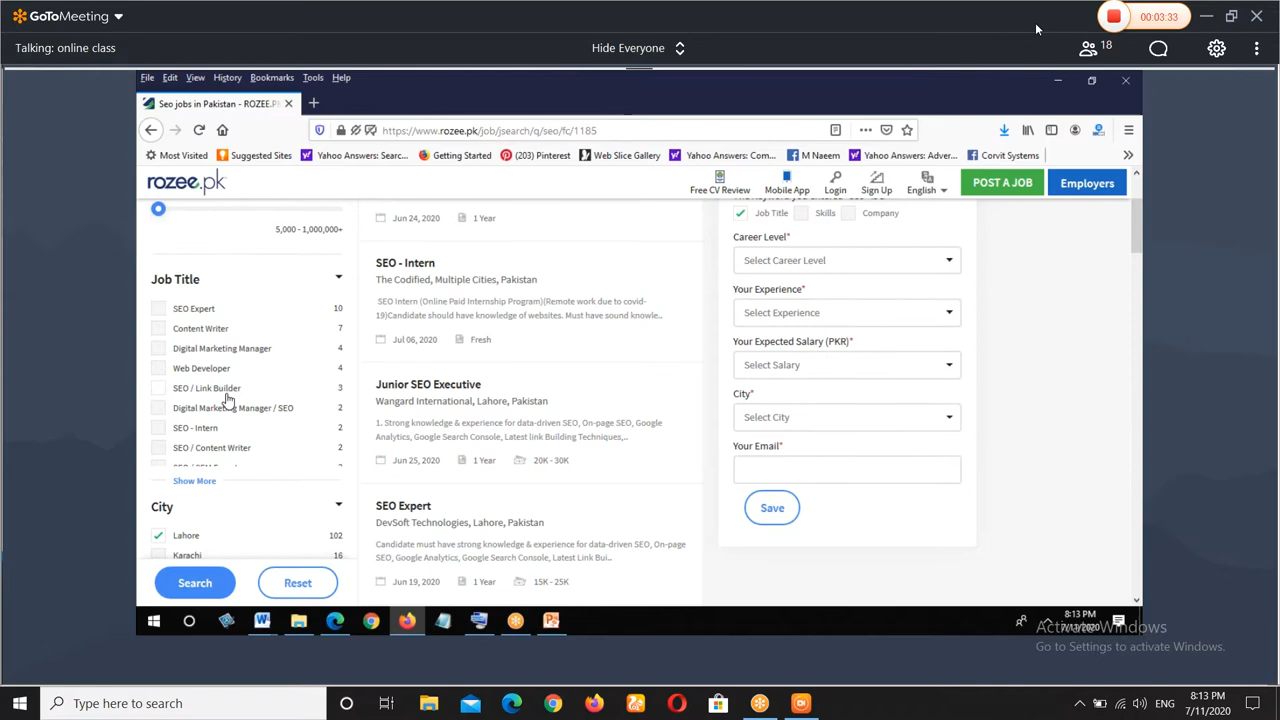 GoToMeeting
00:03:33
Talking: online class
Hide Everyone
18
File Edit View History Bookmarks Tools Help
Seo jobs in Pakistan - ROZEE.P
https://www.rozee.pk/job/jsearch/q/seo/fc/1185
Most Visited Suggested Sites Yahoo Answers: Searc... Getting Started (203) Pinterest Web Slice Gallery Yahoo Answers: Com... M Naeem Yahoo Answers: Adver... Corvit Systems
rozee.pk
Free CV Review Mobile App Login Sign Up English POST A JOB Employers
5,000 - 1,000,000+
Job Title
SEO Expert 10
Content Writer 7
Digital Marketing Manager 4
Web Developer 4
SEO / Link Builder 3
Digital Marketing Manager / SEO 2
SEO - Intern 2
SEO / Content Writer 2
Show More
City
Lahore 102
Karachi 16
Search Reset
Jun 24, 2020 1 Year
SEO - Intern
The Codified, Multiple Cities, Pakistan
SEO Intern (Online Paid Internship Program)(Remote work due to covid-
19)Candidate should have knowledge of websites. Must have sound knowle..
Jul 06, 2020 Fresh
Junior SEO Executive
Wangard International, Lahore, Pakistan
1. Strong knowledge & experience for data-driven SEO, On-page SEO, Google
Analytics, Google Search Console, Latest link Building Techniques,..
Jun 25, 2020 1 Year 20K - 30K
SEO Expert
DevSoft Technologies, Lahore, Pakistan
Candidate must have strong knowledge & experience for data-driven SEO, On-page
SEO, Google Analytics, Google Search Console, Latest Link Bui..
Jun 19, 2020 1 Year 15K - 25K
Job Title Skills Company
Career Level*
Select Career Level
Your Experience*
Select Experience
Your Expected Salary (PKR)*
Select Salary
City*
Select City
Your Email*
Save
8:13 PM
7/13/2020
Activate Windows
Go to Settings to activate Windows.
Type here to search
ENG
8:13 PM
7/11/2020